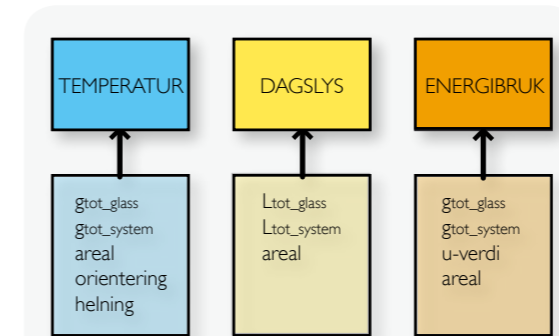 TEMPERATUR
DAGSLYS
ENERGIBRUK
gtot_glass
gtot_system
areal
orientering
helning
Ltot_glass
Ltot_system
areal
gtot_glass
gtot_system
u-verdi
areal